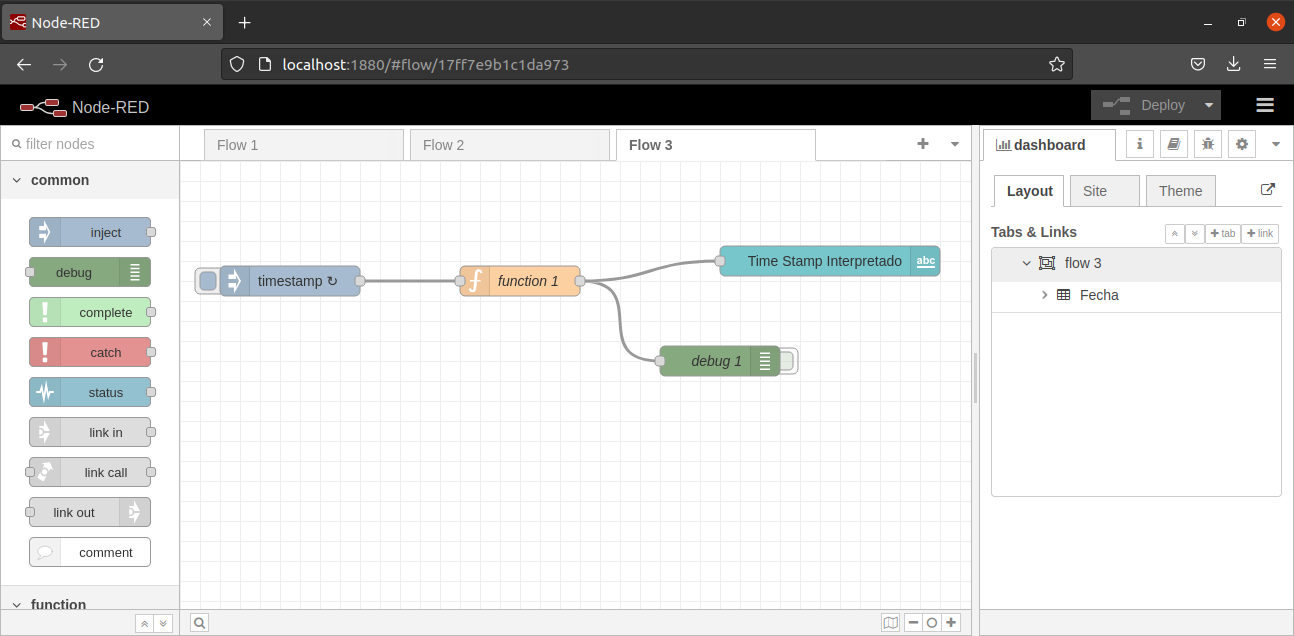 Node-RED
localhost:1880/#flow/17ff7e9b1c1da973
Node-RED
Deploy
filter nodes
Flow 1
Flow 2
Flow 3
dashboard
common
inject
debug
complete
catch
status
link in
link call
link out
comment
function
timestamp ↻
function 1
Time Stamp Interpretado
abc
debug 1
Layout
Site
Theme
Tabs & Links
tab
link
flow 3
Fecha